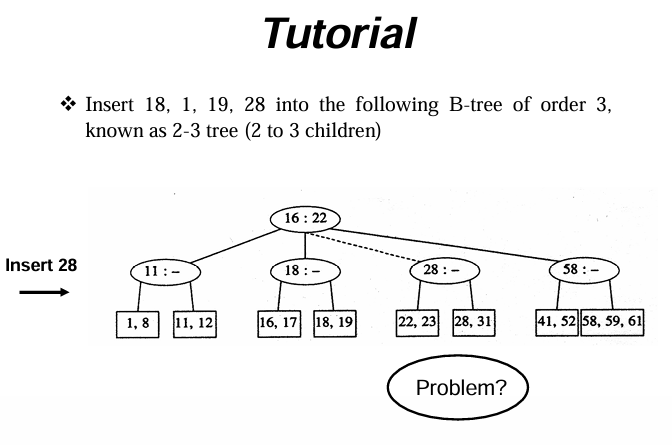 Tutorial
❖ Insert 18, 1, 19, 28 into the following B-tree of order 3,
known as 2-3 tree (2 to 3 children)
16 : 22
Insert 28
11 : –
18 : –
28 : –
58 : –
1, 8
11, 12
16, 17
18, 19
22, 23
28, 31
41, 52
58, 59, 61
Problem?